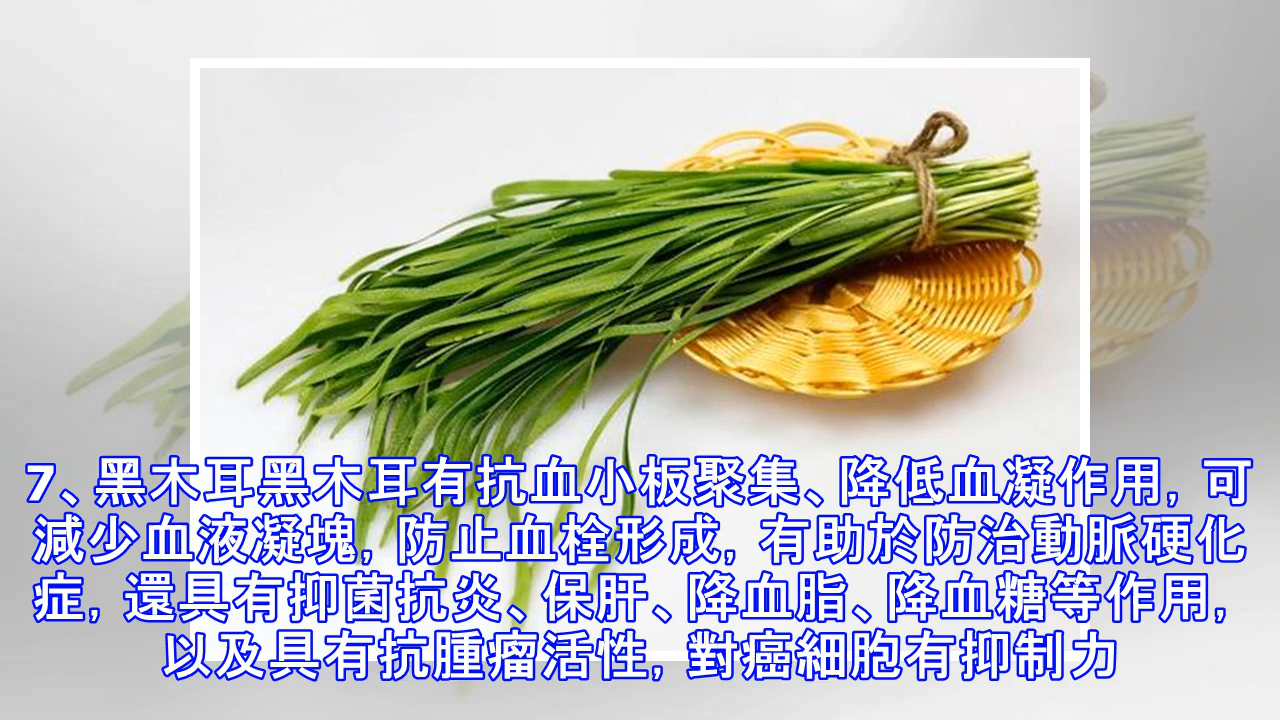 7、黑木耳黑木耳有抗血小板聚集、降低血凝作用, 可
減少血液凝塊, 防止血栓形成, 有助於防治動脈硬化
症, 還具有抑菌抗炎、保肝、降血脂、降血糖等作用,
以及具有抗腫瘤活性, 對癌細胞有抑制力